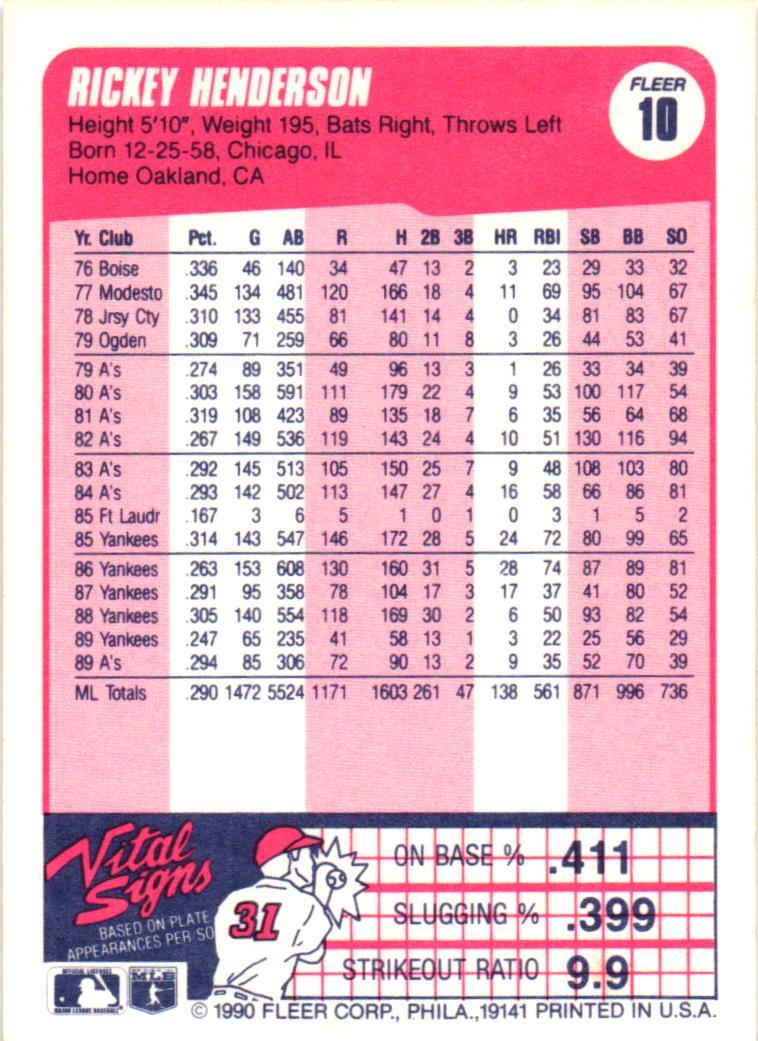 RICKEY HENDERSON
FLEER
10
Height 5'10", Weight 195, Bats Right, Throws Left
Born 12-25-58, Chicago, IL
Home Oakland, CA
Yr. Club Pct. G AB R H 2B 3B HR RBI SB BB SO
76 Boise .336 46 140 34 47 13 2 3 23 29 33 32
77 Modesto .345 134 481 120 166 18 4 11 69 95 104 67
78 Jrsy Cty .310 133 455 81 141 14 4 0 34 81 83 67
79 Ogden .309 71 259 66 80 11 8 3 26 44 53 41
79 A's .274 89 351 49 96 13 3 1 26 33 34 39
80 A's .303 158 591 111 179 22 4 9 53 100 117 54
81 A's .319 108 423 89 135 18 7 6 35 56 64 68
82 A's .267 149 536 119 143 24 4 10 51 130 116 94
83 A's .292 145 513 105 150 25 7 9 48 108 103 80
84 A's .293 142 502 113 147 27 4 16 58 66 86 81
85 Ft Laudr .167 3 6 5 1 0 1 0 3 1 5 2
85 Yankees .314 143 547 146 172 28 5 24 72 80 99 65
86 Yankees .263 153 608 130 160 31 5 28 74 87 89 81
87 Yankees .291 95 358 78 104 17 3 17 37 41 80 52
88 Yankees .305 140 554 118 169 30 2 6 50 93 82 54
89 Yankees .247 65 235 41 58 13 1 3 22 25 56 29
89 A's .294 85 306 72 90 13 2 9 35 52 70 39
ML Totals .290 1472 5524 1171 1603 261 47 138 561 871 996 736
Vital
Signs
BASED ON PLATE
APPEARANCES PER SO
31
ON BASE % .411
SLUGGING % .399
STRIKEOUT RATIO 9.9
OFFICIAL LICENSEE
MAJOR LEAGUE BASEBALL
© 1990 FLEER CORP., PHILA.,19141 PRINTED IN U.S.A.